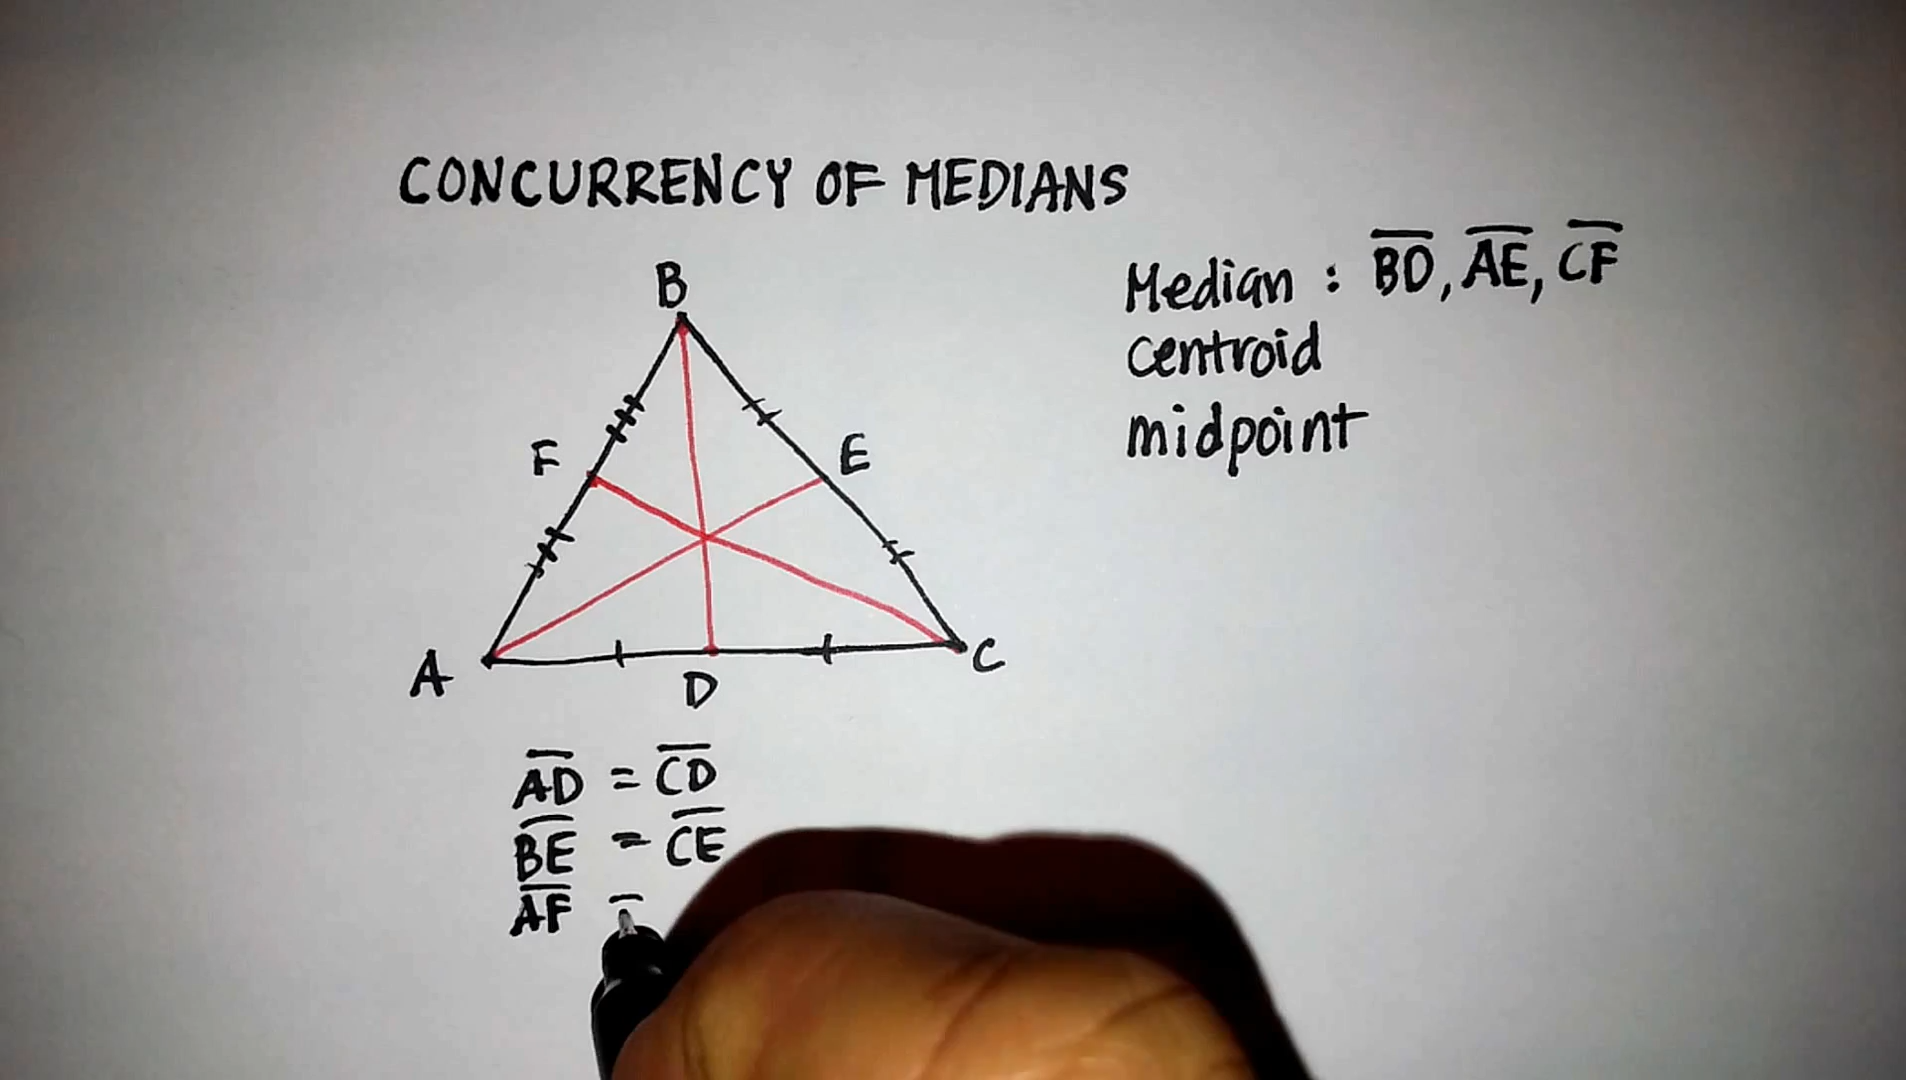 CONCURRENCY OF MEDIANS
Median : BD, AE, CF
centroid
midpoint
B
F
E
A
D
C
AD = CD
BE = CE
AF =